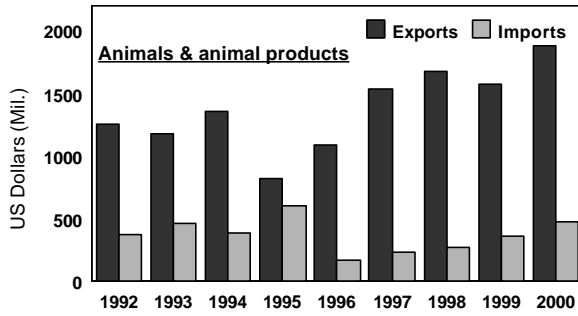 Exports Imports
Animals & animal products
US Dollars (Mil.)
2000
1500
1000
500
0
1992 1993 1994 1995 1996 1997 1998 1999 2000